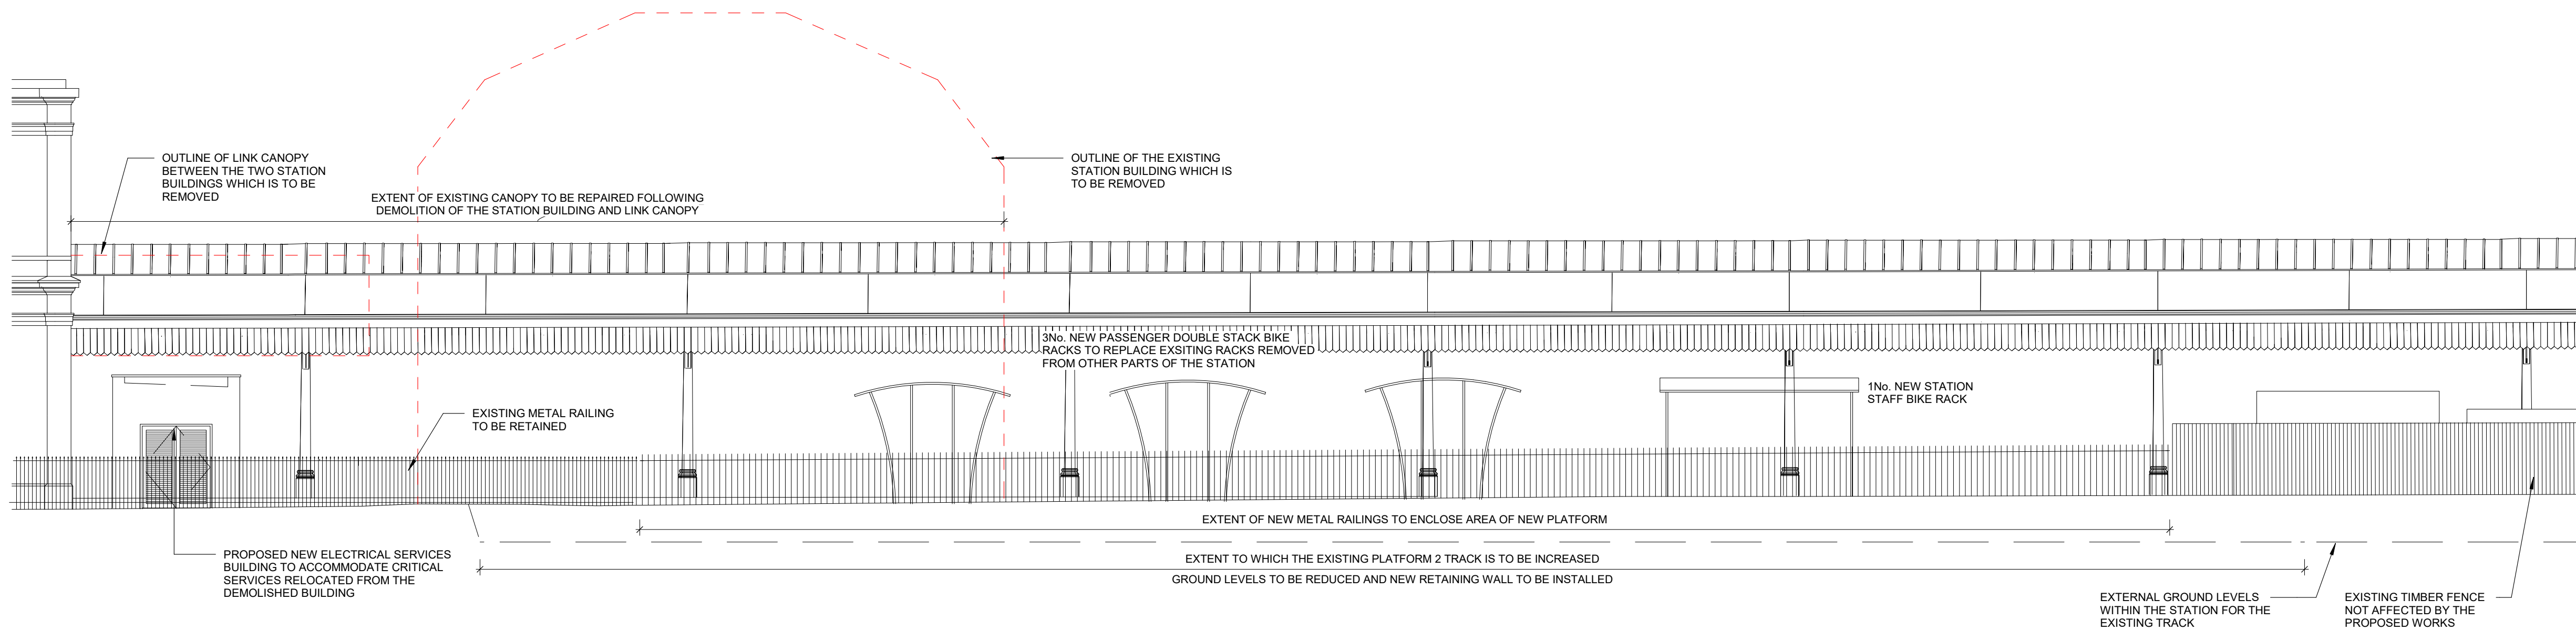 OUTLINE OF LINK CANOPY
BETWEEN THE TWO STATION
BUILDINGS WHICH IS TO BE
REMOVED
EXTENT OF EXISTING CANOPY TO BE REPAIRED FOLLOWING
DEMOLITION OF THE STATION BUILDING AND LINK CANOPY
OUTLINE OF THE EXISTING
STATION BUILDING WHICH IS
TO BE REMOVED
3No. NEW PASSENGER DOUBLE STACK BIKE
RACKS TO REPLACE EXSITING RACKS REMOVED
FROM OTHER PARTS OF THE STATION
1No. NEW STATION
STAFF BIKE RACK
EXISTING METAL RAILING
TO BE RETAINED
EXTENT OF NEW METAL RAILINGS TO ENCLOSE AREA OF NEW PLATFORM
EXTENT TO WHICH THE EXISTING PLATFORM 2 TRACK IS TO BE INCREASED
GROUND LEVELS TO BE REDUCED AND NEW RETAINING WALL TO BE INSTALLED
PROPOSED NEW ELECTRICAL SERVICES
BUILDING TO ACCOMMODATE CRITICAL
SERVICES RELOCATED FROM THE
DEMOLISHED BUILDING
EXTERNAL GROUND LEVELS
WITHIN THE STATION FOR THE
EXISTING TRACK
EXISTING TIMBER FENCE
NOT AFFECTED BY THE
PROPOSED WORKS